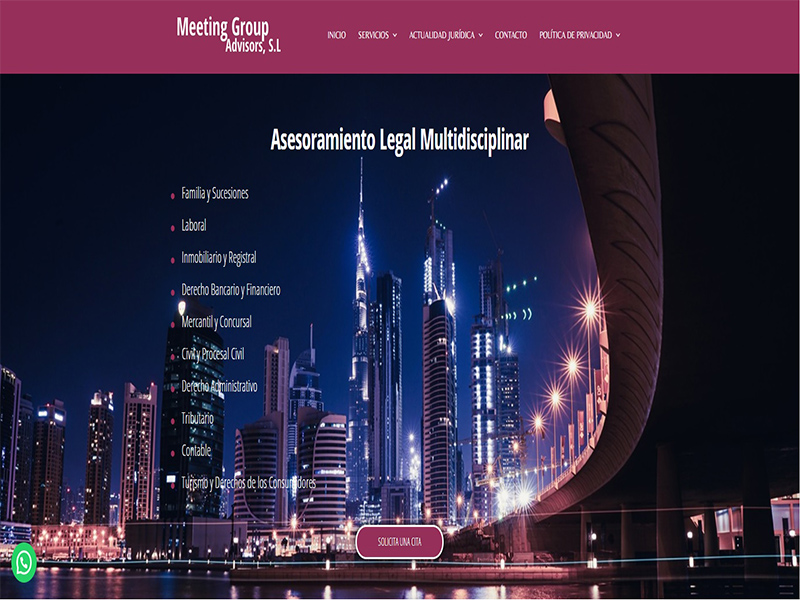 Meeting Group
Advisors, S.L
INICIO SERVICIOS ACTUALIDAD JURÍDICA CONTACTO POLÍTICA DE PRIVACIDAD
Asesoramiento Legal Multidisciplinar
Familia y Sucesiones
Laboral
Inmobiliario y Registral
Derecho Bancario y Financiero
Mercantil y Concursal
Civil y Procesal Civil
Derecho Administrativo
Tributario
Contable
Turismo y Derechos de los Consumidores
SOLICITA UNA CITA